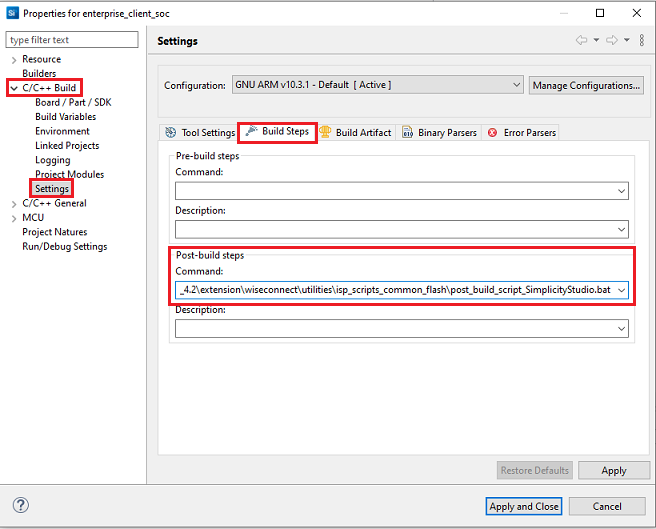 Si Properties for enterprise_client_soc
type filter text
Resource
Builders
C/C++ Build
Board / Part / SDK
Build Variables
Environment
Linked Projects
Logging
Project Modules
Settings
C/C++ General
MCU
Project Natures
Run/Debug Settings
Settings
Configuration: GNU ARM v10.3.1 - Default [ Active ] Manage Configurations...
Tool Settings Build Steps Build Artifact Binary Parsers Error Parsers
Pre-build steps
Command:
Description:
Post-build steps
Command:
_4.2\extension\wiseconnect\utilities\isp_scripts_common_flash\post_build_script_SimplicityStudio.bat
Description:
Restore Defaults Apply
? Apply and Close Cancel